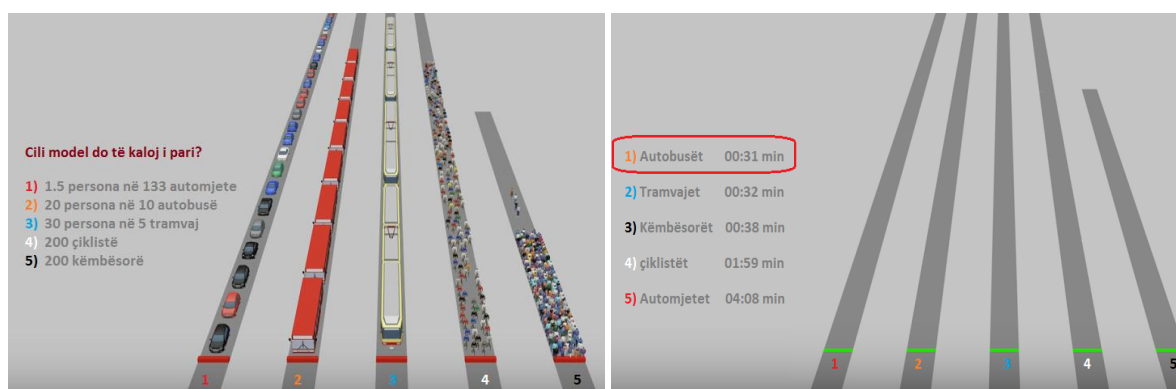 Cili model do të kaloj i pari?
1) 1.5 persona në 133 automjete
2) 20 persona në 10 autobusë
3) 30 persona në 5 tramvaj
4) 200 çiklistë
5) 200 këmbësorë
1 2 3 4 5
1) Autobusët 00:31 min
2) Tramvajet 00:32 min
3) Këmbësorët 00:38 min
4) çiklistët 01:59 min
5) Automjetet 04:08 min
1 2 3 4 5